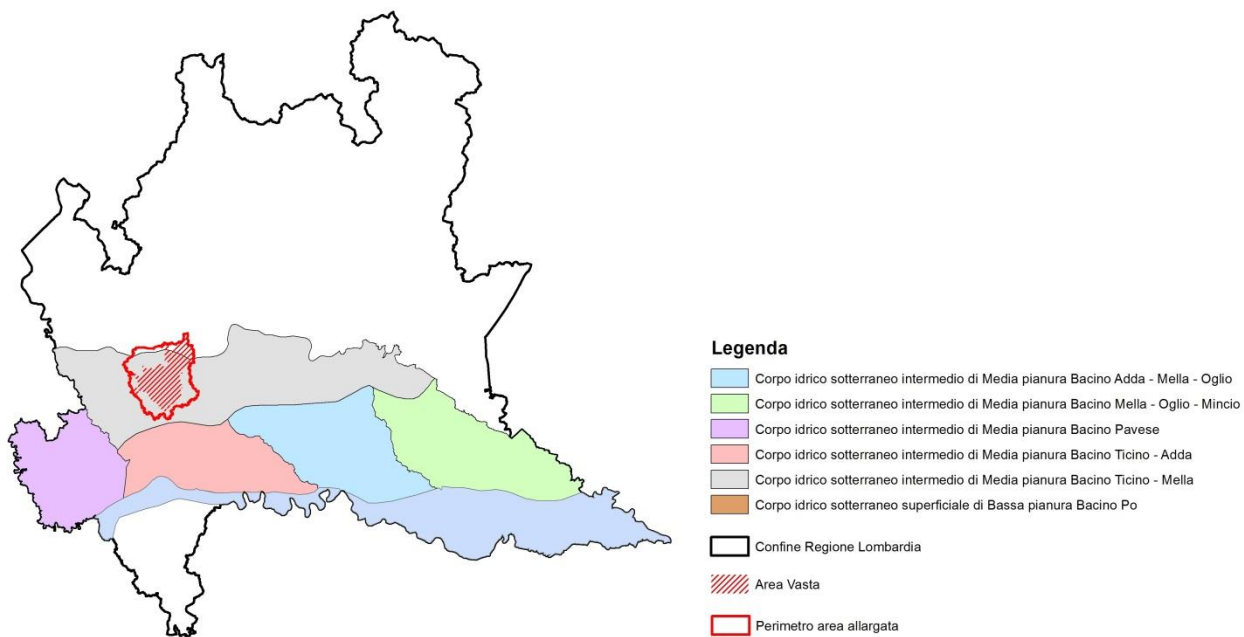 Legenda
Corpo idrico sotterraneo intermedio di Media pianura Bacino Adda - Mella - Oglio
Corpo idrico sotterraneo intermedio di Media pianura Bacino Mella - Oglio - Mincio
Corpo idrico sotterraneo intermedio di Media pianura Bacino Pavese
Corpo idrico sotterraneo intermedio di Media pianura Bacino Ticino - Adda
Corpo idrico sotterraneo intermedio di Media pianura Bacino Ticino - Mella
Corpo idrico sotterraneo superficiale di Bassa pianura Bacino Po
Confine Regione Lombardia
Area Vasta
Perimetro area allargata